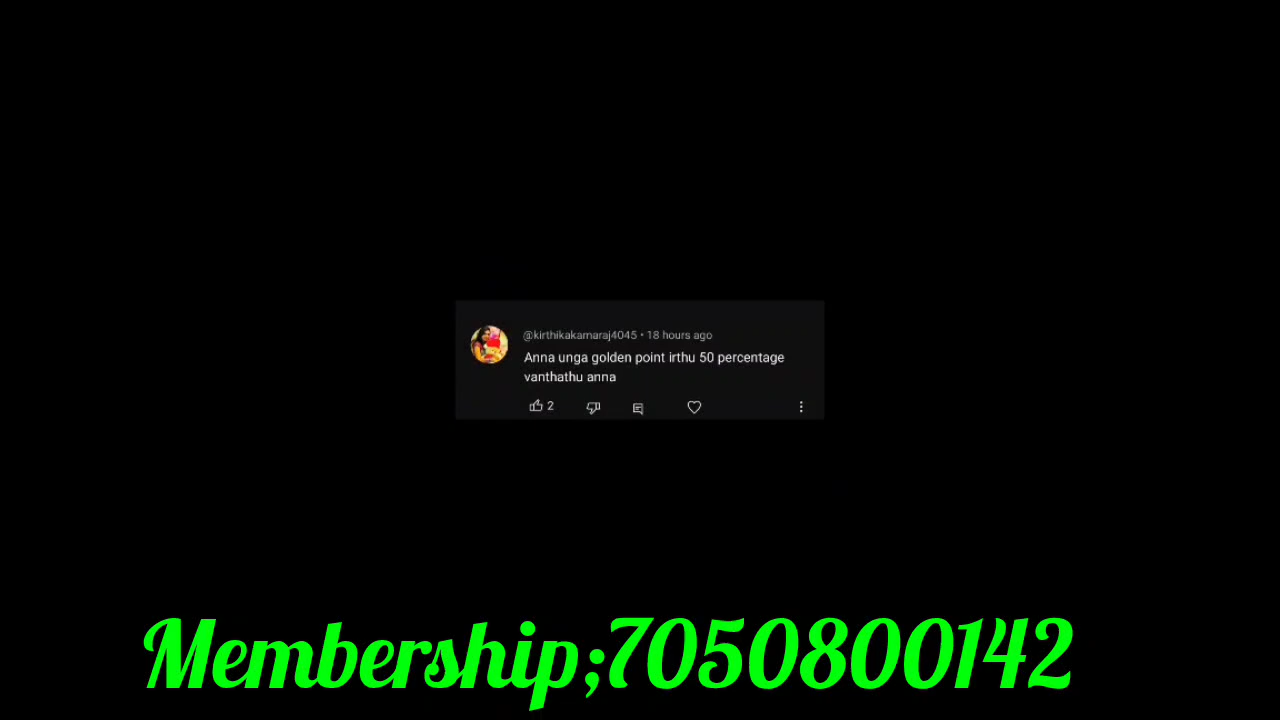 @kirthikakamaraj4045 • 18 hours ago
Anna unga golden point irthu 50 percentage
vanthathu anna
2
Membership;7050800142